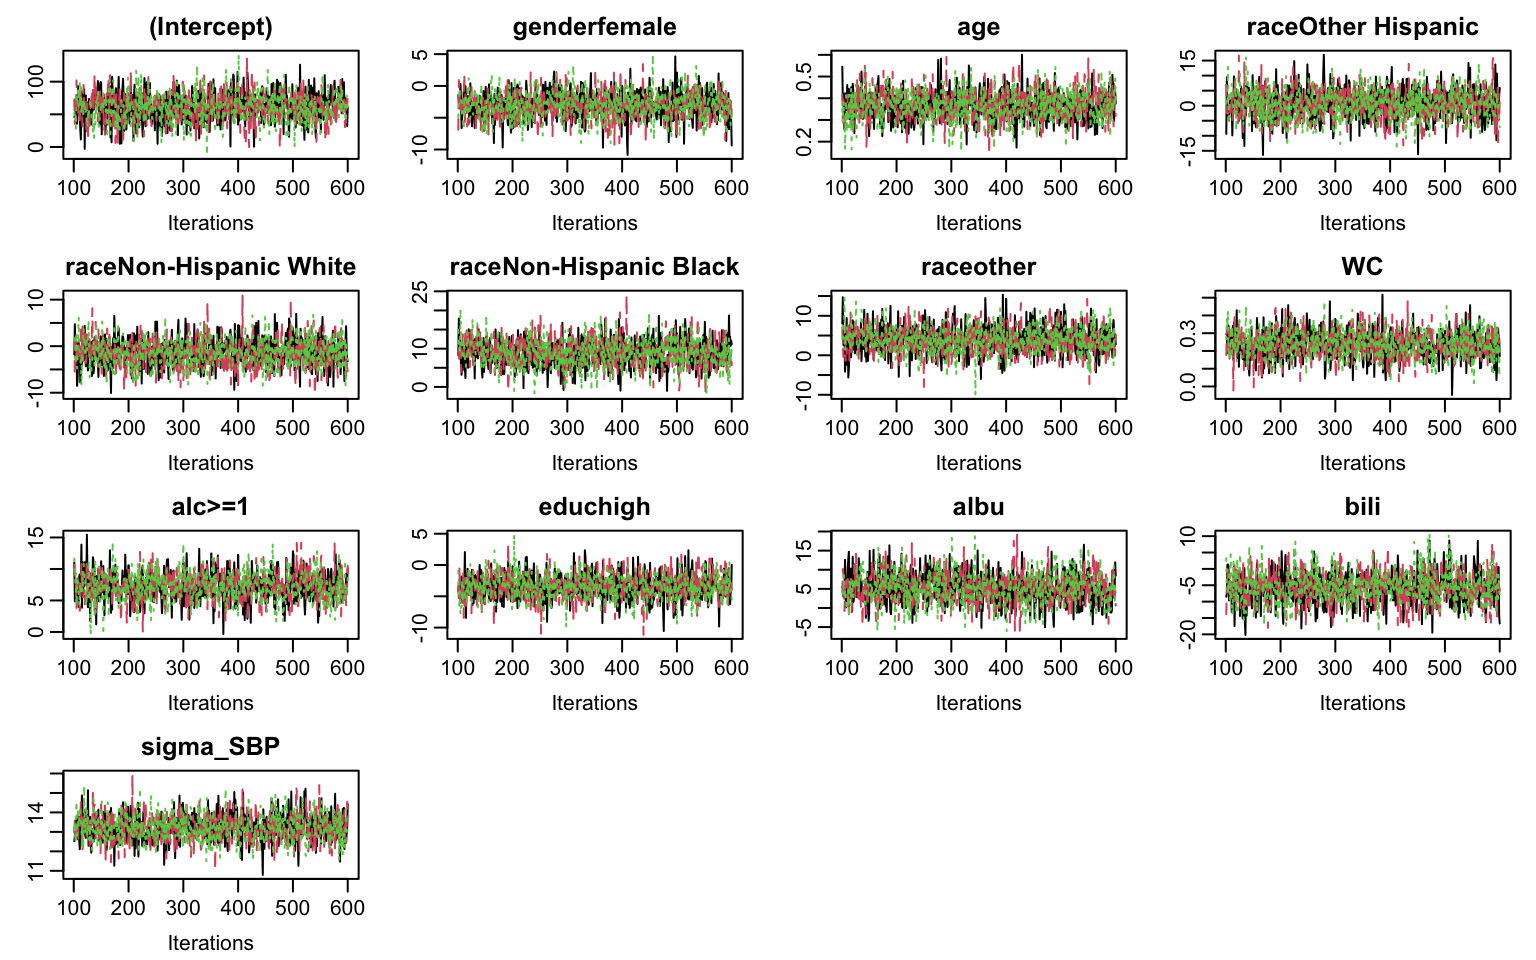 (Intercept) genderfemale age raceOther Hispanic
0 100
-10 0 5
0.2 0.5
-15 0 15
100 200 300 400 500 600 100 200 300 400 500 600 100 200 300 400 500 600 100 200 300 400 500 600
Iterations Iterations Iterations Iterations
raceNon-Hispanic White raceNon-Hispanic Black raceother WC
-10 0 10
0 10 25
-10 0 10
0.0 0.3
100 200 300 400 500 600 100 200 300 400 500 600 100 200 300 400 500 600 100 200 300 400 500 600
Iterations Iterations Iterations Iterations
alc>=1 educhigh albu bili
0 5 15
-10 0 5
-5 5 15
-20 -5 10
100 200 300 400 500 600 100 200 300 400 500 600 100 200 300 400 500 600 100 200 300 400 500 600
Iterations Iterations Iterations Iterations
sigma_SBP
11 14
100 200 300 400 500 600
Iterations